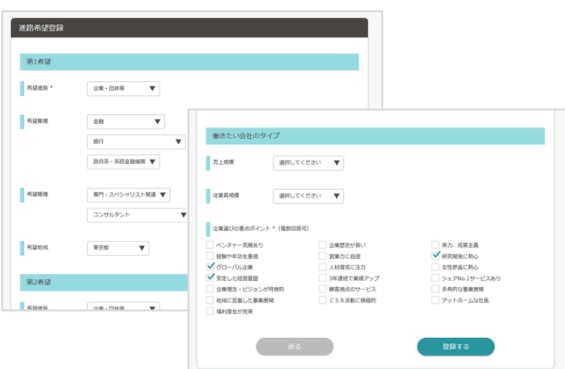 進路希望登録
第1希望
希望進路 *
企業・団体等
希望業種
金融
銀行
政府系・系統金融機関
希望職種
専門・スペシャリスト関連
コンサルタント
希望地域
東京都
第2希望
希望進路
企業・団体等
働きたい会社のタイプ
売上規模
選択してください
従業員規模
選択してください
企業選びの重点ポイント *（複数回答可）
ベンチャー気質あり
企業歴史が長い
実力、成果主義
経験や年功を重視
営業力に自信
研究開発に熱心
グローバル企業
人材育成に注力
女性参画に熱心
安定した経営基盤
3年連続で業績アップ
シェアNo.1サービスあり
企業理念・ビジョンが特徴的
顧客視点のサービス
多角的な事業展開
地域に密着した事業展開
ＣＳＲ活動に積極的
アットホームな社風
福利厚生が充実
戻る
登録する